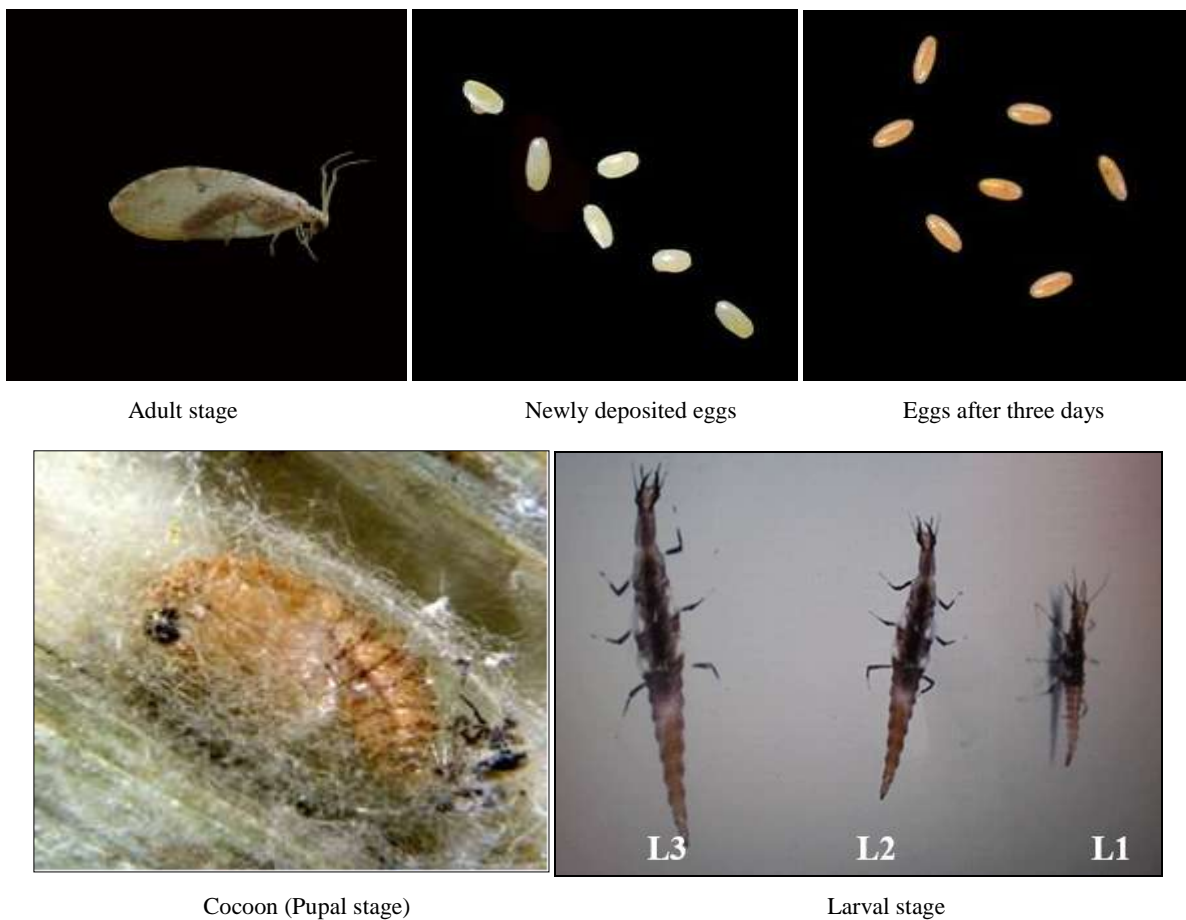 Adult stage
Newly deposited eggs
Eggs after three days
L3
L2
L1
Cocoon (Pupal stage)
Larval stage